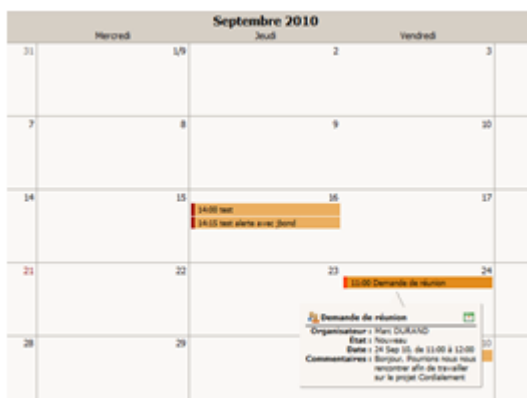 Septembre 2010
Mercredi Jeudi Vendredi
31 1/9 2 3
7 8 9 10
14 15 16 17
14:00 test
14:15 test alerte avec jbond
21 22 23 24
11:00 Demande de réunion
Demande de réunion
Organisateur : Marc DURAND
État : Nouveau
Date : 24 Sep 10, de 11:00 à 12:00
Commentaires : Bonjour, Pourrions nous nous
rencontrer afin de travailler
sur le projet Cordialement
28 29